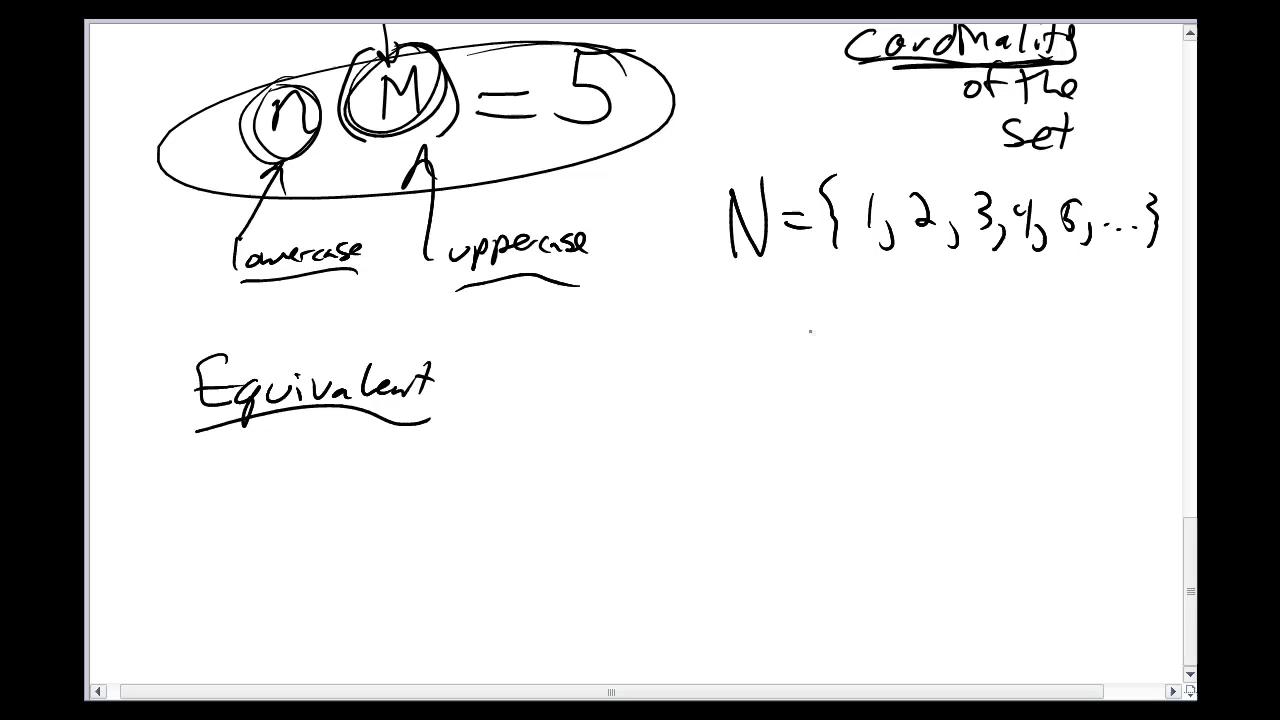 Cardinality
of the
set
n(M) = 5
lowercase
uppercase
N = { 1, 2, 3, 4, 5, ... }
Equivalent